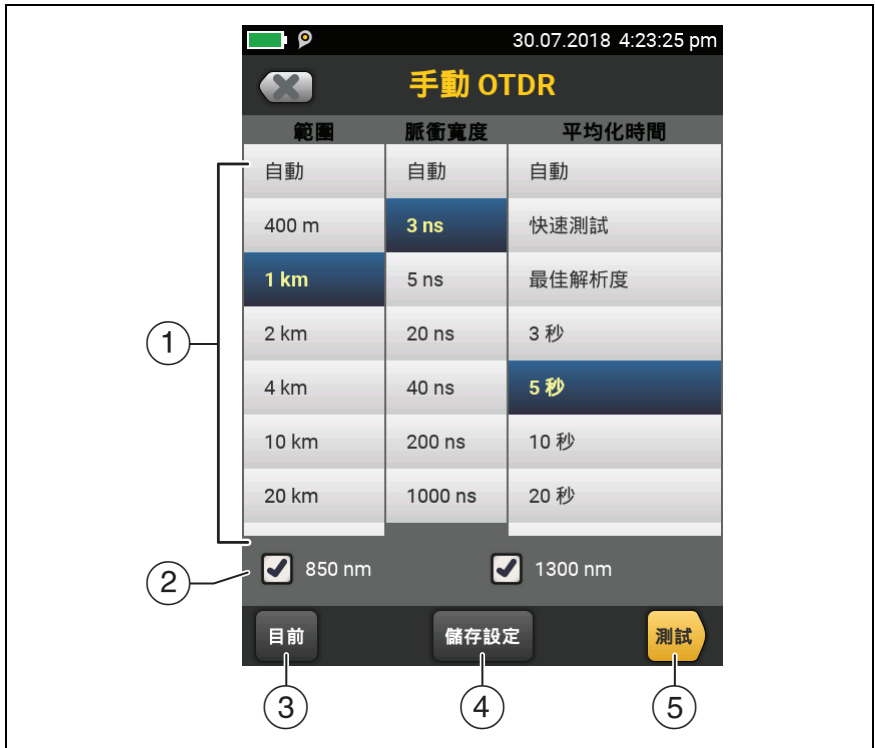 30.07.2018 4:23:25 pm
手動 OTDR
範圍 脈衝寬度 平均化時間
自動 自動 自動
400 m 3 ns 快速測試
1 km 5 ns 最佳解析度
2 km 20 ns 3 秒
4 km 40 ns 5 秒
10 km 200 ns 10 秒
20 km 1000 ns 20 秒
850 nm 1300 nm
目前 儲存設定 測試
1
2
3 4 5